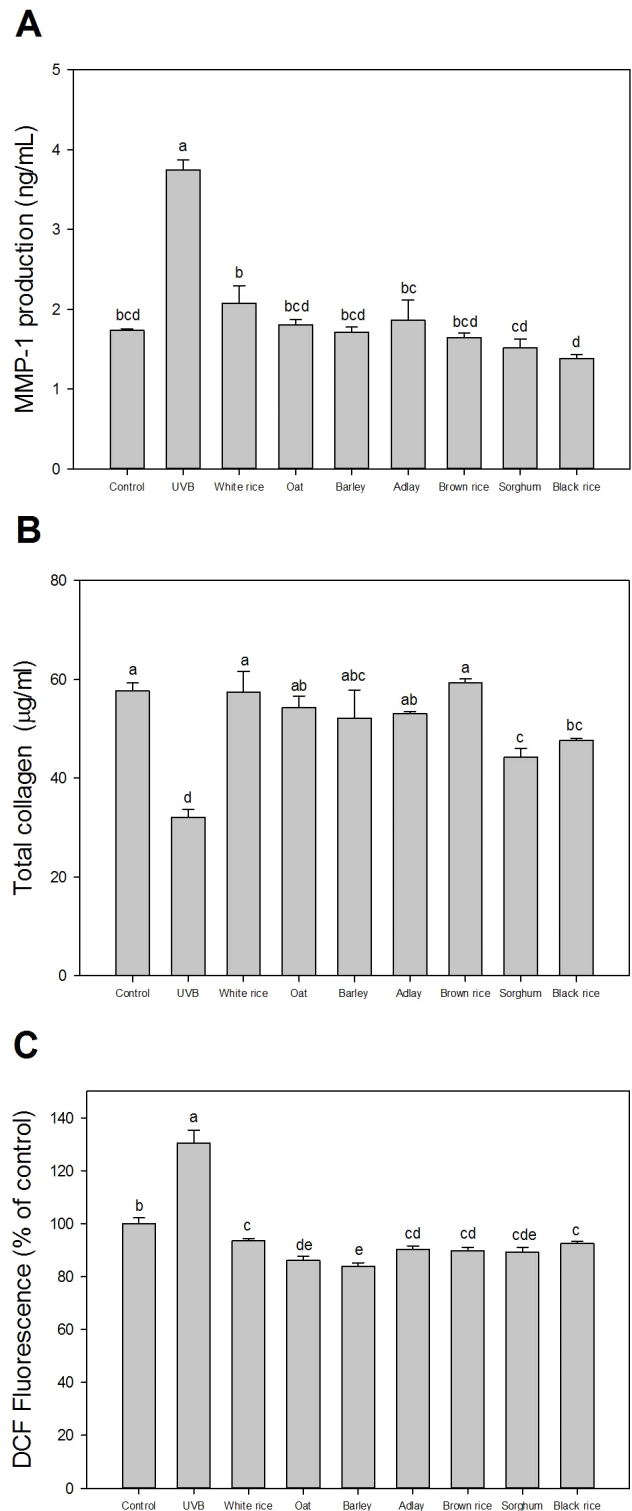 A
MMP-1 production (ng/mL)
5
4
3
2
1
0
a
b
bcd
bcd
bcd
bc
bcd
cd
d
Control UVB White rice Oat Barley Adlay Brown rice Sorghum Black rice
B
Total collagen (μg/ml)
80
60
40
20
0
a
d
a
ab
abc
ab
a
c
bc
Control UVB White rice Oat Barley Adlay Brown rice Sorghum Black rice
C
DCF Fluorescence (% of control)
140
120
100
80
60
40
20
0
b
a
c
de
e
cd
cd
cde
c
Control UVB White rice Oat Barley Adlay Brown rice Sorghum Black rice